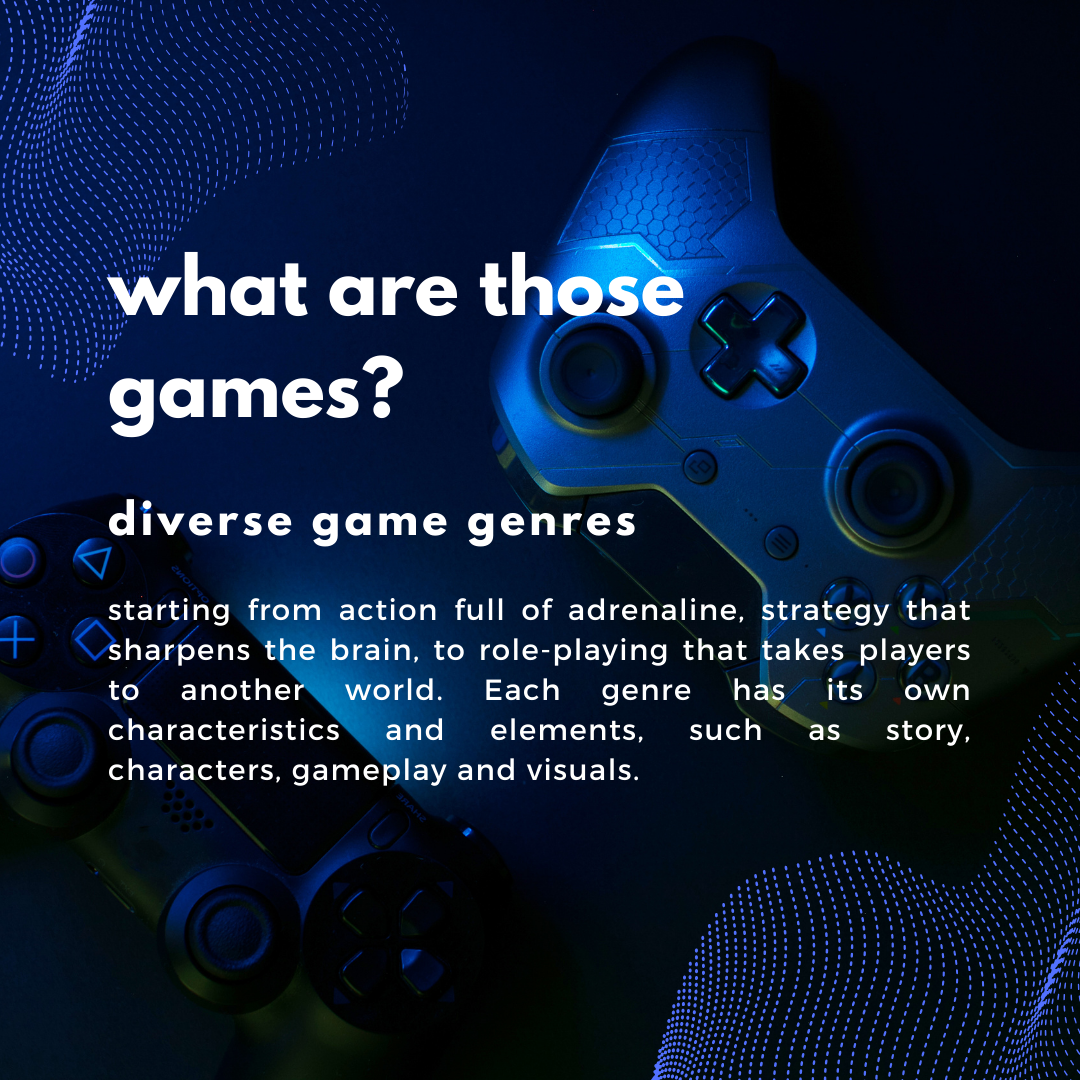 what are those
games?
diverse game genres
starting from action full of adrenaline, strategy that
sharpens the brain, to role-playing that takes players
to another world. Each genre has its own
characteristics and elements, such as story,
characters, gameplay and visuals.